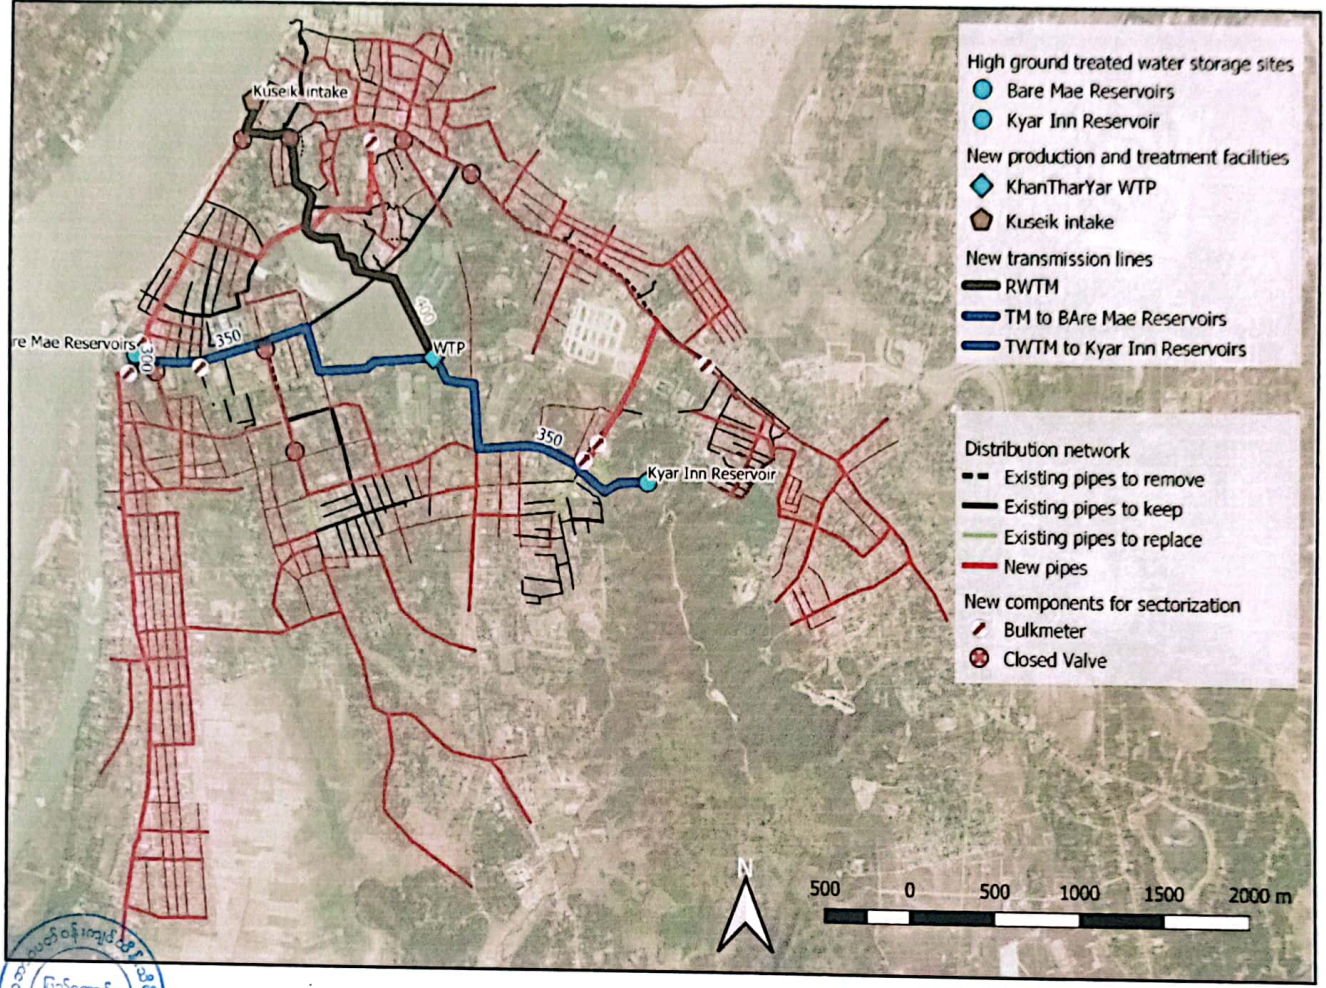 Kuseik intake
400
re Mae Reservoirs
300
350
WTP
350
Kyar Inn Reservoir
High ground treated water storage sites
Bare Mae Reservoirs
Kyar Inn Reservoir
New production and treatment facilities
KhanTharYar WTP
Kuseik intake
New transmission lines
RWTM
TM to BAre Mae Reservoirs
TWTM to Kyar Inn Reservoirs
Distribution network
Existing pipes to remove
Existing pipes to keep
Existing pipes to replace
New pipes
New components for sectorization
Bulkmeter
Closed Valve
N
500 0 500 1000 1500 2000 m